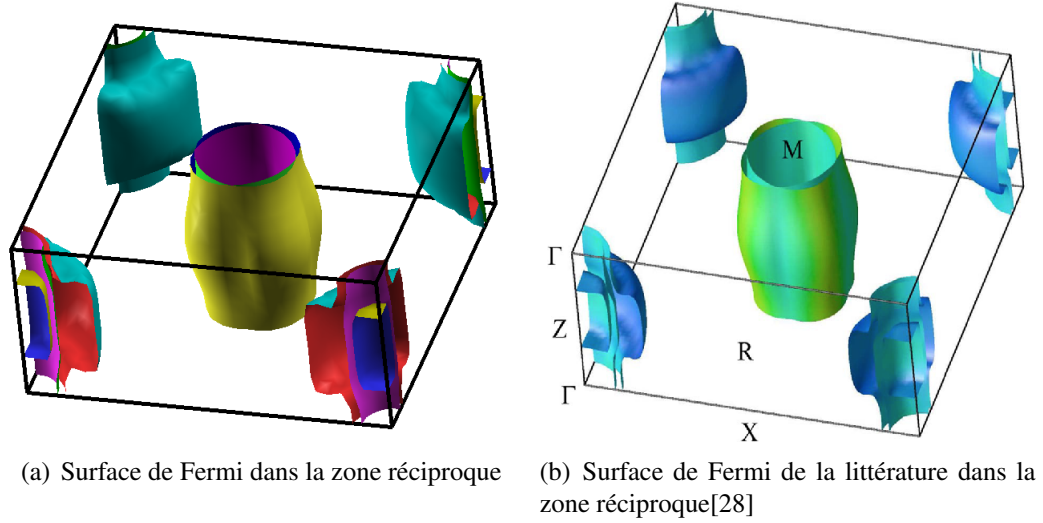 M
Γ
Z
R
Γ
X
(a) Surface de Fermi dans la zone réciproque
(b) Surface de Fermi de la littérature dans la
zone réciproque[28]